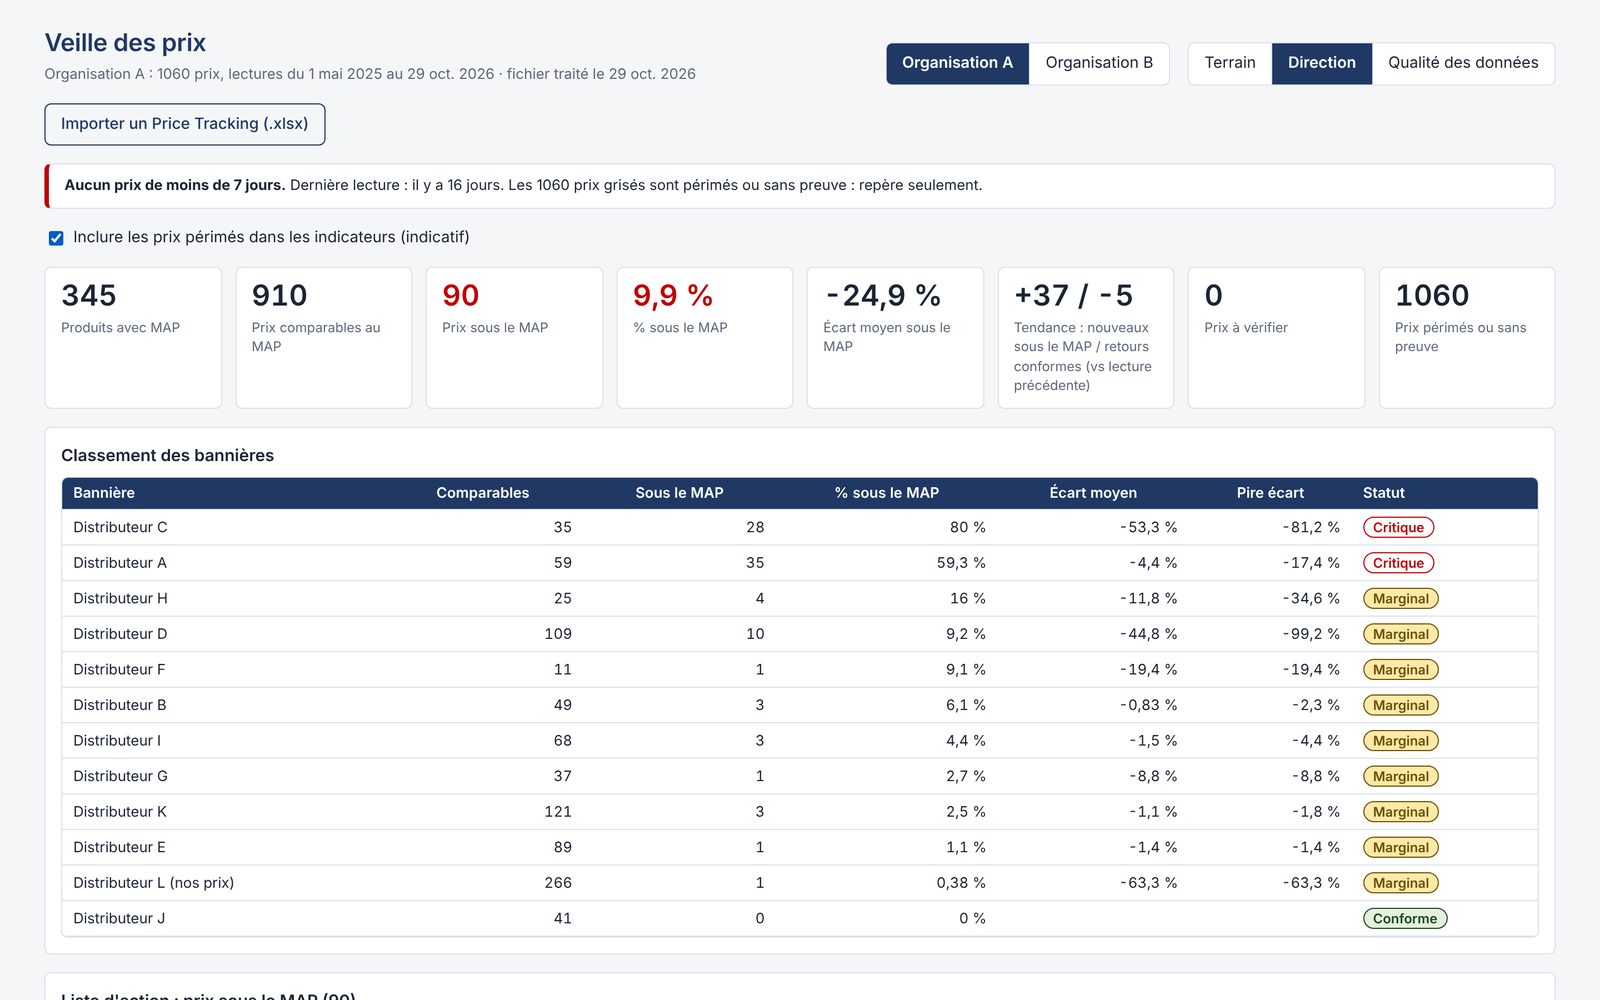 Veille des prix
Organisation A : 1060 prix, lectures du 1 mai 2025 au 29 oct. 2026 · fichier traité le 29 oct. 2026
Organisation A
Organisation B
Terrain
Direction
Qualité des données
Importer un Price Tracking (.xlsx)
Aucun prix de moins de 7 jours. Dernière lecture : il y a 16 jours. Les 1060 prix grisés sont périmés ou sans preuve : repère seulement.
Inclure les prix périmés dans les indicateurs (indicatif)
345
Produits avec MAP
910
Prix comparables au
MAP
90
Prix sous le MAP
9,9 %
% sous le MAP
-24,9 %
Écart moyen sous le
MAP
+37 / -5
Tendance : nouveaux
sous le MAP / retours
conformes (vs lecture
précédente)
0
Prix à vérifier
1060
Prix périmés ou sans
preuve
Classement des bannières
Bannière Comparables Sous le MAP % sous le MAP Écart moyen Pire écart Statut
Distributeur C 35 28 80 % -53,3 % -81,2 % Critique
Distributeur A 59 35 59,3 % -4,4 % -17,4 % Critique
Distributeur H 25 4 16 % -11,8 % -34,6 % Marginal
Distributeur D 109 10 9,2 % -44,8 % -99,2 % Marginal
Distributeur F 11 1 9,1 % -19,4 % -19,4 % Marginal
Distributeur B 49 3 6,1 % -0,83 % -2,3 % Marginal
Distributeur I 68 3 4,4 % -1,5 % -4,4 % Marginal
Distributeur G 37 1 2,7 % -8,8 % -8,8 % Marginal
Distributeur K 121 3 2,5 % -1,1 % -1,8 % Marginal
Distributeur E 89 1 1,1 % -1,4 % -1,4 % Marginal
Distributeur L (nos prix) 266 1 0,38 % -63,3 % -63,3 % Marginal
Distributeur J 41 0 0 % Conforme
Liste d'action : prix sous le MAP (90)